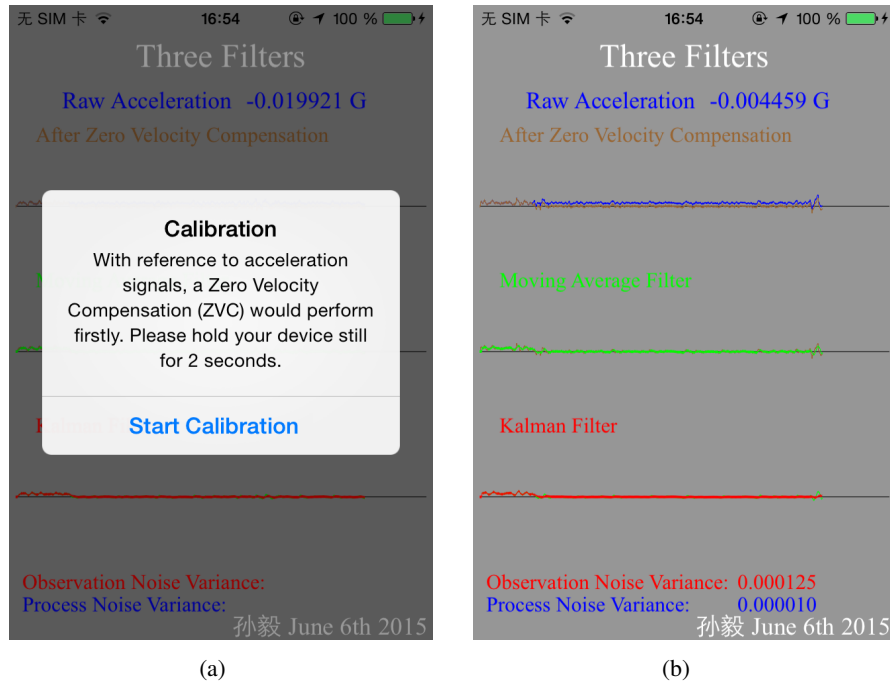 无 SIM 卡 16:54 100 %
Three Filters
Raw Acceleration -0.019921 G
After Zero Velocity Compensation
Calibration
With reference to acceleration
signals, a Zero Velocity
Compensation (ZVC) would perform
firstly. Please hold your device still
for 2 seconds.
Start Calibration
Observation Noise Variance:
Process Noise Variance:
孙毅 June 6th 2015
(a)
无 SIM 卡 16:54 100 %
Three Filters
Raw Acceleration -0.004459 G
After Zero Velocity Compensation
Moving Average Filter
Kalman Filter
Observation Noise Variance: 0.000125
Process Noise Variance: 0.000010
孙毅 June 6th 2015
(b)